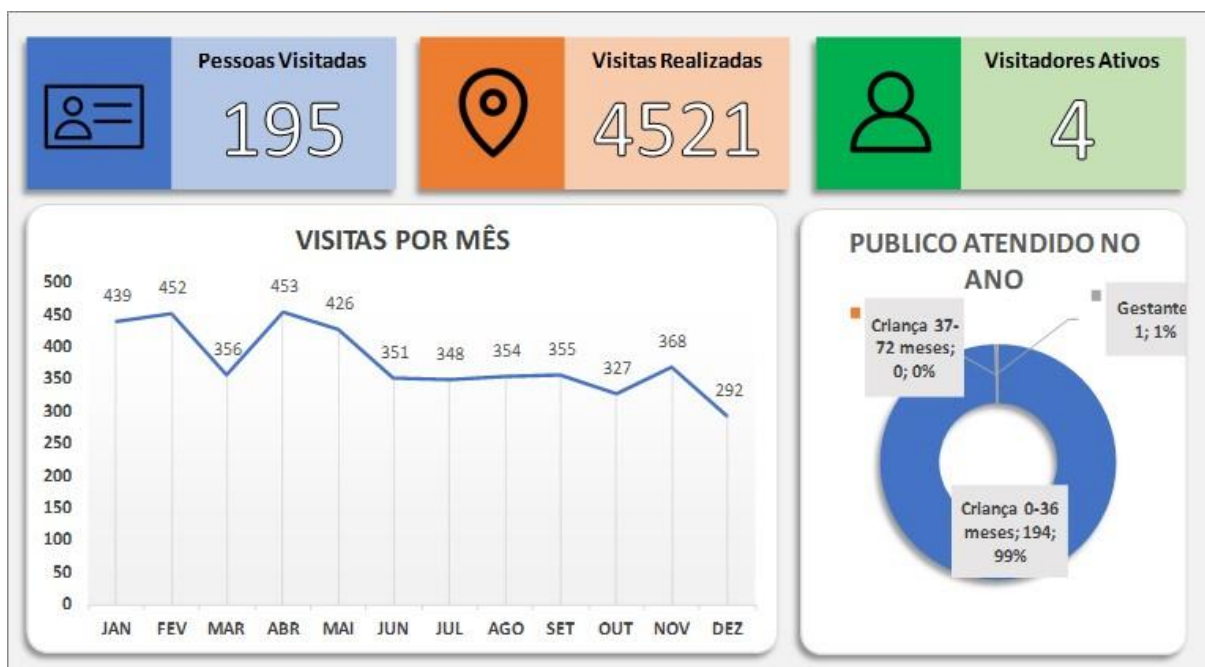 Pessoas Visitadas
195
Visitas Realizadas
4521
Visitadores Ativos
4
VISITAS POR MÊS
500
450
400
350
300
250
200
150
100
50
0
439
452
356
453
426
351
348
354
355
327
368
292
JAN FEV MAR ABR MAI JUN JUL AGO SET OUT NOV DEZ
PUBLICO ATENDIDO NO
ANO
Criança 37-
72 meses;
0; 0%
Gestante
1; 1%
Criança 0-36
meses; 194;
99%